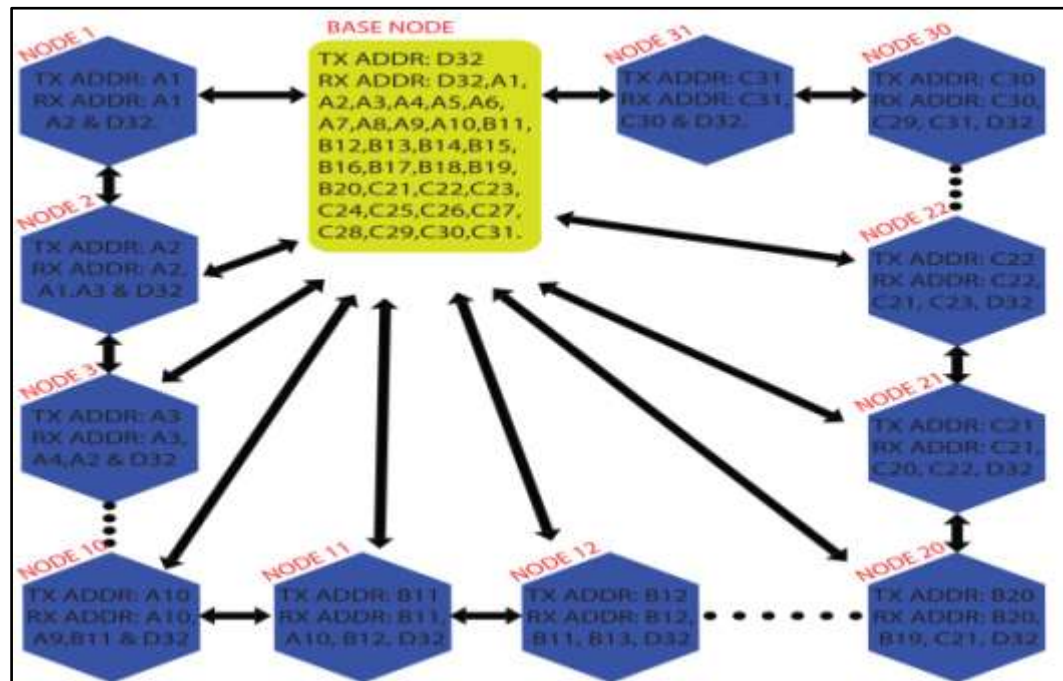 NODE 1
TX ADDR: A1
RX ADDR: A1
A2 & D32.
BASE NODE
TX ADDR: D32
RX ADDR: D32,A1,
A2,A3,A4,A5,A6,
A7,A8,A9,A10,B11,
B12,B13,B14,B15,
B16,B17,B18,B19,
B20,C21,C22,C23,
C24,C25,C26,C27,
C28,C29,C30,C31.
NODE 31
TX ADDR: C31
RX ADDR: C31,
C30 & D32.
NODE 30
TX ADDR: C30
RX ADDR: C30,
C29, C31, D32
NODE 2
TX ADDR: A2
RX ADDR: A2,
A1,A3 & D32
NODE 22
TX ADDR: C22
RX ADDR: C22,
C21, C23, D32
NODE 3
TX ADDR: A3
RX ADDR: A3,
A4,A2 & D32
NODE 21
TX ADDR: C21
RX ADDR: C21,
C20, C22, D32
NODE 10
TX ADDR: A10
RX ADDR: A10,
A9,B11 & D32
NODE 11
TX ADDR: B11
RX ADDR: B11,
A10, B12, D32
NODE 12
TX ADDR: B12
RX ADDR: B12,
B11, B13, D32
NODE 20
TX ADDR: B20
RX ADDR: B20,
B19, C21, D32